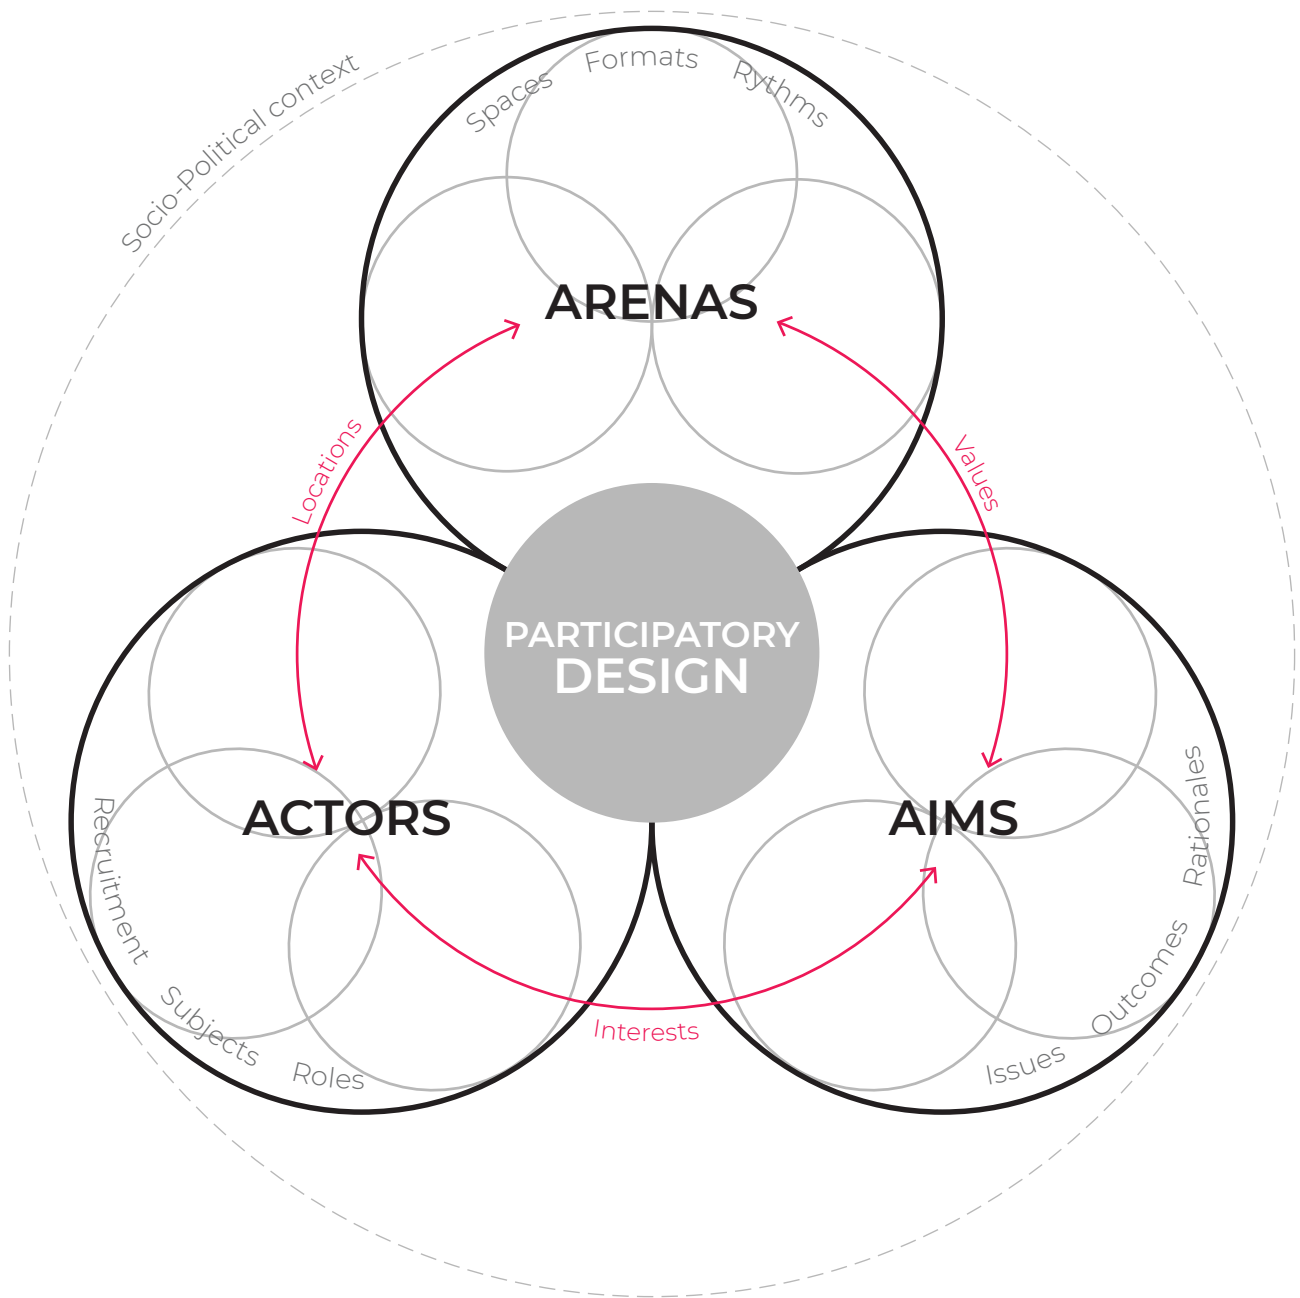 Socio-Political context
Spaces
Formats
Rythms
ARENAS
Locations
Values
PARTICIPATORY
DESIGN
ACTORS
AIMS
Recruitment
Subjects
Roles
Interests
Issues
Outcomes
Rationales